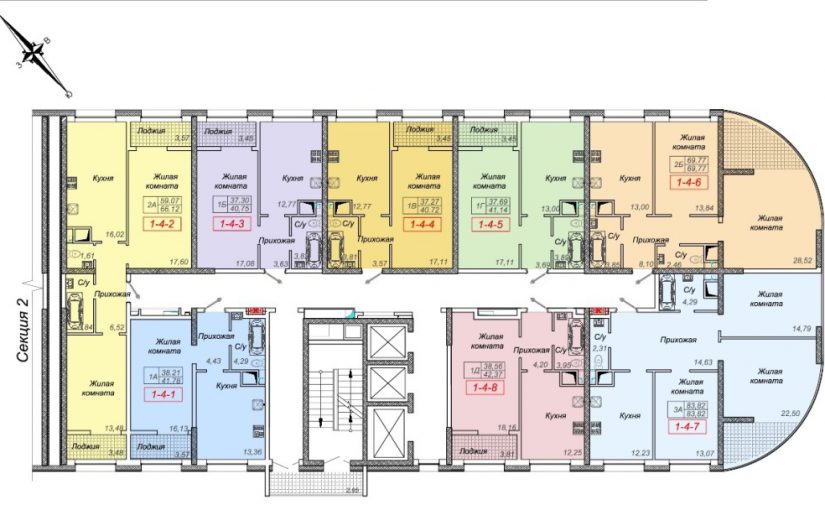 В
З
Ю
Секция 2
Лоджия 3,57
Кухня
Жилая комната
2А 59,07 66,12
1-4-2
16,02
17,60
1,61
С/у
Прихожая
6,52
Жилая комната
13,48
Лоджия
3,48
Лоджия 3,45
Жилая комната
1Б 37,30 40,75
1-4-3
17,08
Кухня
12,77
С/у
Прихожая
3,63
Кухня
12,77
Лоджия 3,45
Жилая комната
1В 37,27 40,72
1-4-4
17,11
С/у
3,81
Прихожая
3,57
Лоджия 3,45
Жилая комната
1Г 37,69 41,14
1-4-5
17,11
Кухня
13,00
С/у
3,89
Прихожая
3,69
Кухня
13,00
Жилая комната
2Б 69,77 69,77
1-4-6
13,84
Жилая комната
28,52
С/у
Прихожая
8,10
2,46
Жилая комната
1А 38,21 41,78
1-4-1
16,13
Лоджия
3,57
Прихожая
4,43
С/у
4,29
Кухня
13,36
2,95
Жилая комната
1Д 38,56 42,37
1-4-8
18,16
Лоджия
3,81
Прихожая
4,20
С/у
3,95
Кухня
12,25
С/у
2,31
С/у
4,29
Прихожая
14,63
Кухня
12,23
Жилая комната
3А 83,82 83,82
1-4-7
13,07
Жилая комната
14,79
Жилая комната
22,50